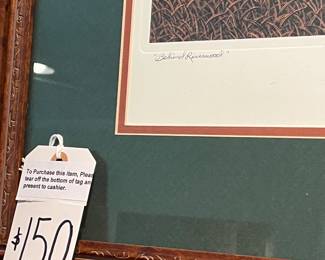 "Behind Ravenwood"
To Purchase this item, Please
tear off the bottom of tag and
present to cashier.
$150